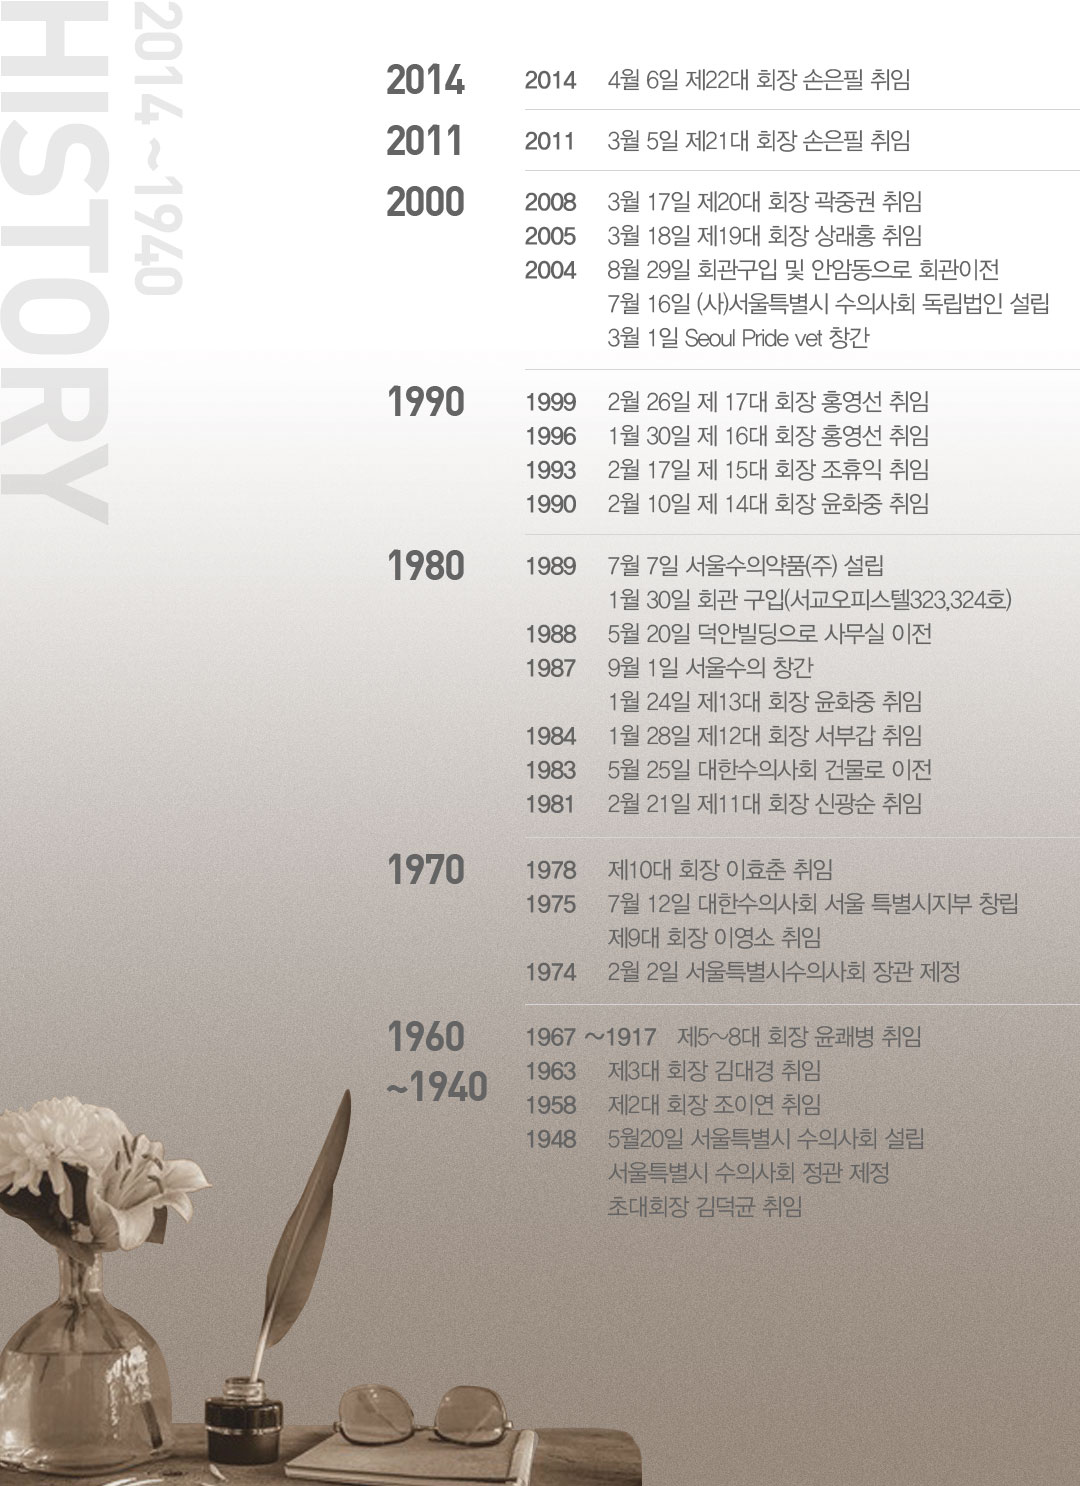 HISTORY
2014~1940
2014
2014 4월 6일 제22대 회장 손은필 취임
2011
2011 3월 5일 제21대 회장 손은필 취임
2000
2008 3월 17일 제20대 회장 곽중권 취임
2005 3월 18일 제19대 회장 상래홍 취임
2004 8월 29일 회관구입 및 안암동으로 회관이전
7월 16일 (사)서울특별시 수의사회 독립법인 설립
3월 1일 Seoul Pride vet 창간
1990
1999 2월 26일 제 17대 회장 홍영선 취임
1996 1월 30일 제 16대 회장 홍영선 취임
1993 2월 17일 제 15대 회장 조휴익 취임
1990 2월 10일 제 14대 회장 윤화중 취임
1980
1989 7월 7일 서울수의약품(주) 설립
1월 30일 회관 구입(서교오피스텔323,324호)
1988 5월 20일 덕안빌딩으로 사무실 이전
1987 9월 1일 서울수의 창간
1월 24일 제13대 회장 윤화중 취임
1984 1월 28일 제12대 회장 서부갑 취임
1983 5월 25일 대한수의사회 건물로 이전
1981 2월 21일 제11대 회장 신광순 취임
1970
1978 제10대 회장 이효춘 취임
1975 7월 12일 대한수의사회 서울 특별시지부 창립
제9대 회장 이영소 취임
1974 2월 2일 서울특별시수의사회 장관 제정
1960
~1940
1967 ~1917 제5~8대 회장 윤쾌병 취임
1963 제3대 회장 김대경 취임
1958 제2대 회장 조이연 취임
1948 5월20일 서울특별시 수의사회 설립
서울특별시 수의사회 정관 제정
초대회장 김덕균 취임